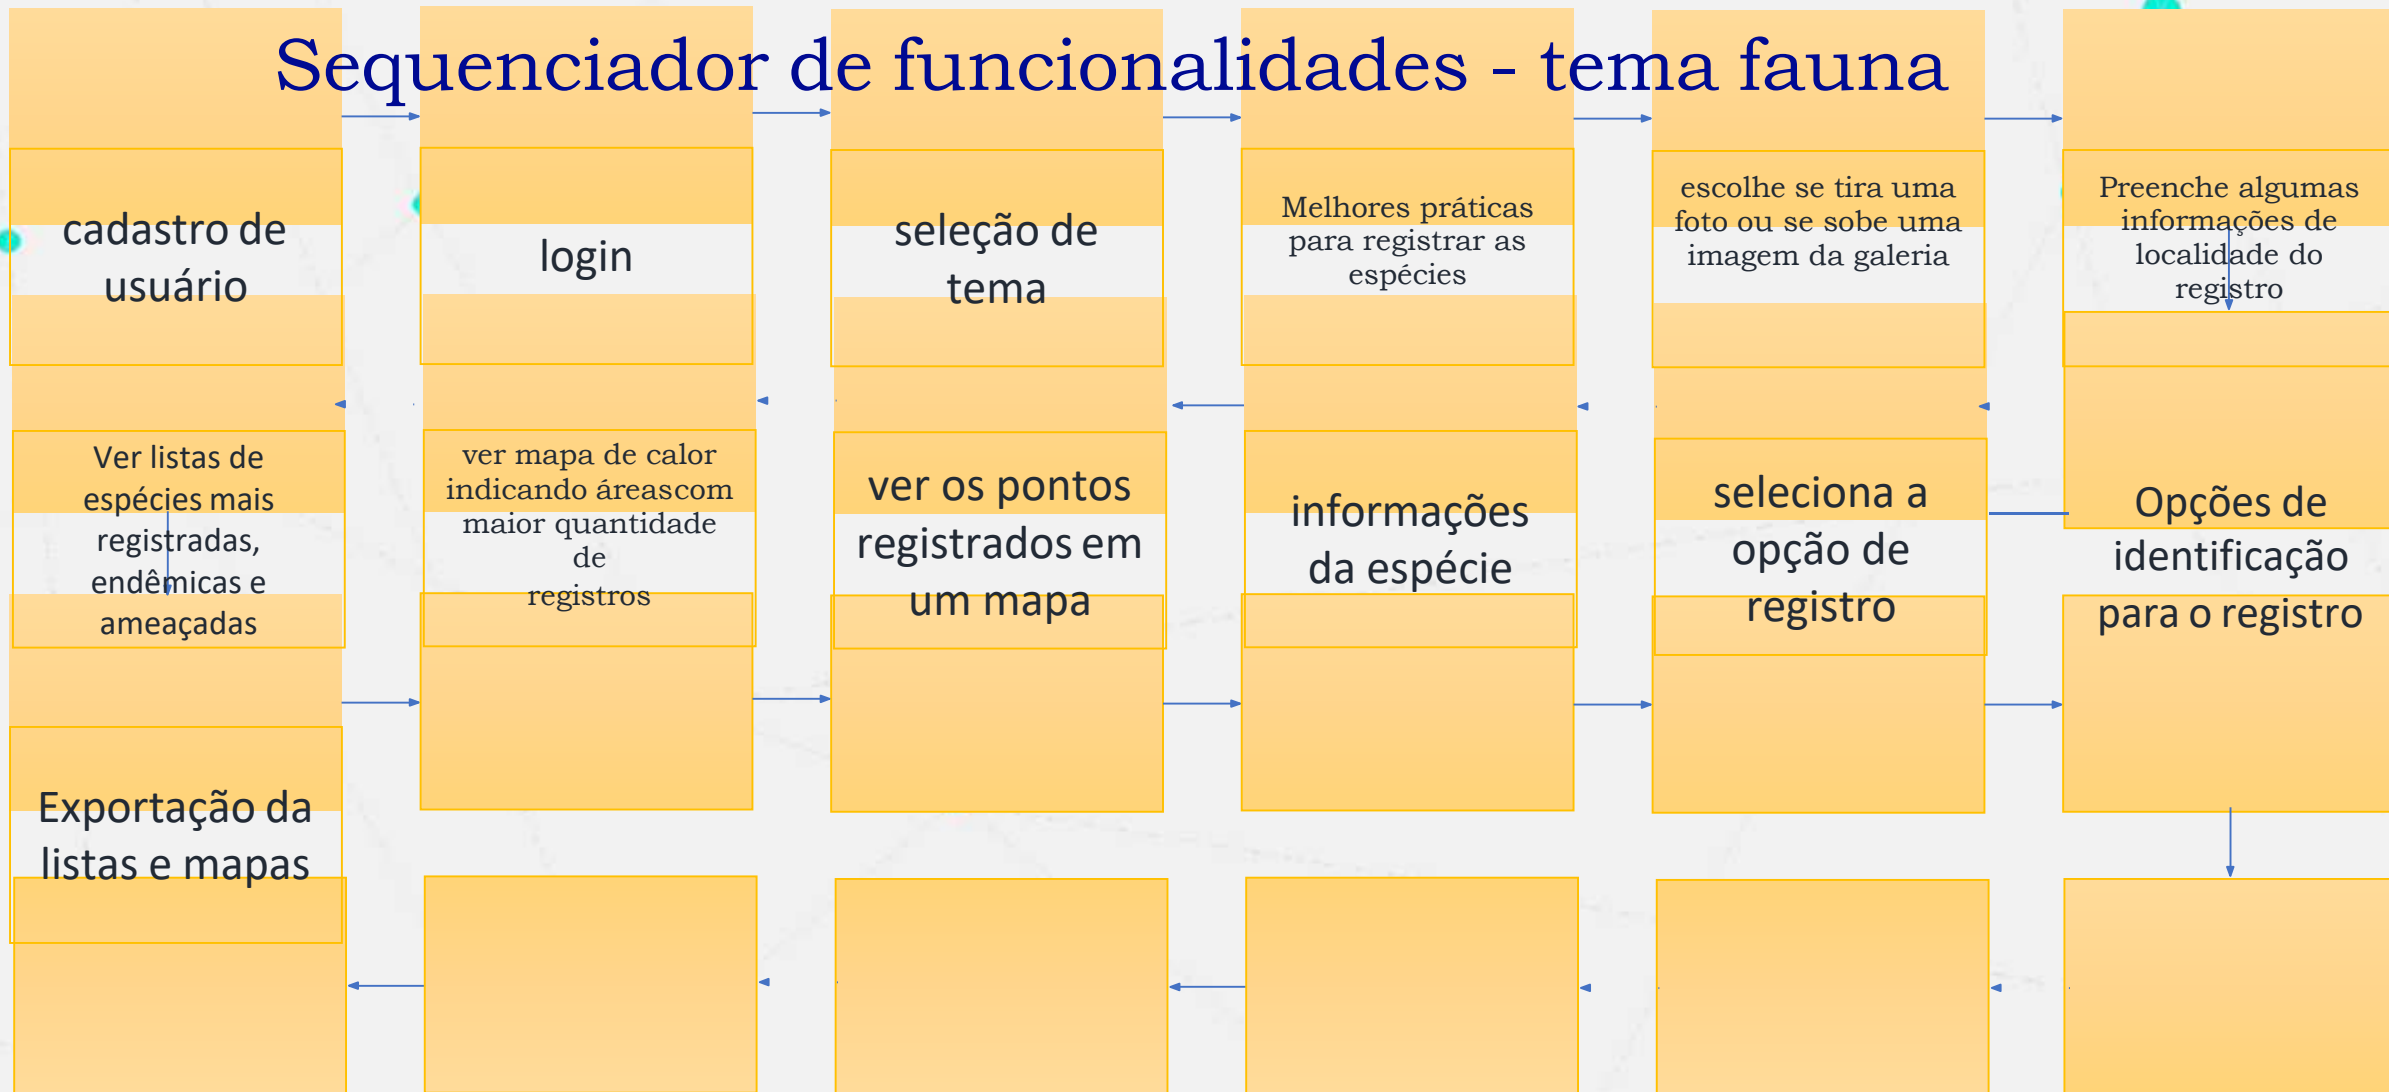 Sequenciador de funcionalidades - tema fauna
cadastro de
usuário
login
seleção de
tema
Melhores práticas
para registrar as
espécies
escolhe se tira uma
foto ou se sobe uma
imagem da galeria
Preenche algumas
informações de
localidade do
registro
Ver listas de
espécies mais
registradas,
endêmicas e
ameaçadas
ver mapa de calor
indicando áreascom
maior quantidade
de
registros
ver os pontos
registrados em
um mapa
informações
da espécie
seleciona a
opção de
registro
Opções de
identificação
para o registro
Exportação da
listas e mapas